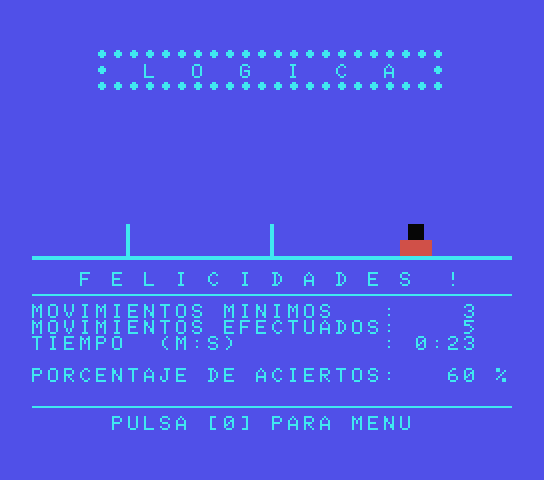 L O G I C A
F E L I C I D A D E S !
MOVIMIENTOS MINIMOS : 3
MOVIMIENTOS EFECTUADOS: 5
TIEMPO (M:S) : 0:23
PORCENTAJE DE ACIERTOS: 60 %
PULSA [0] PARA MENU